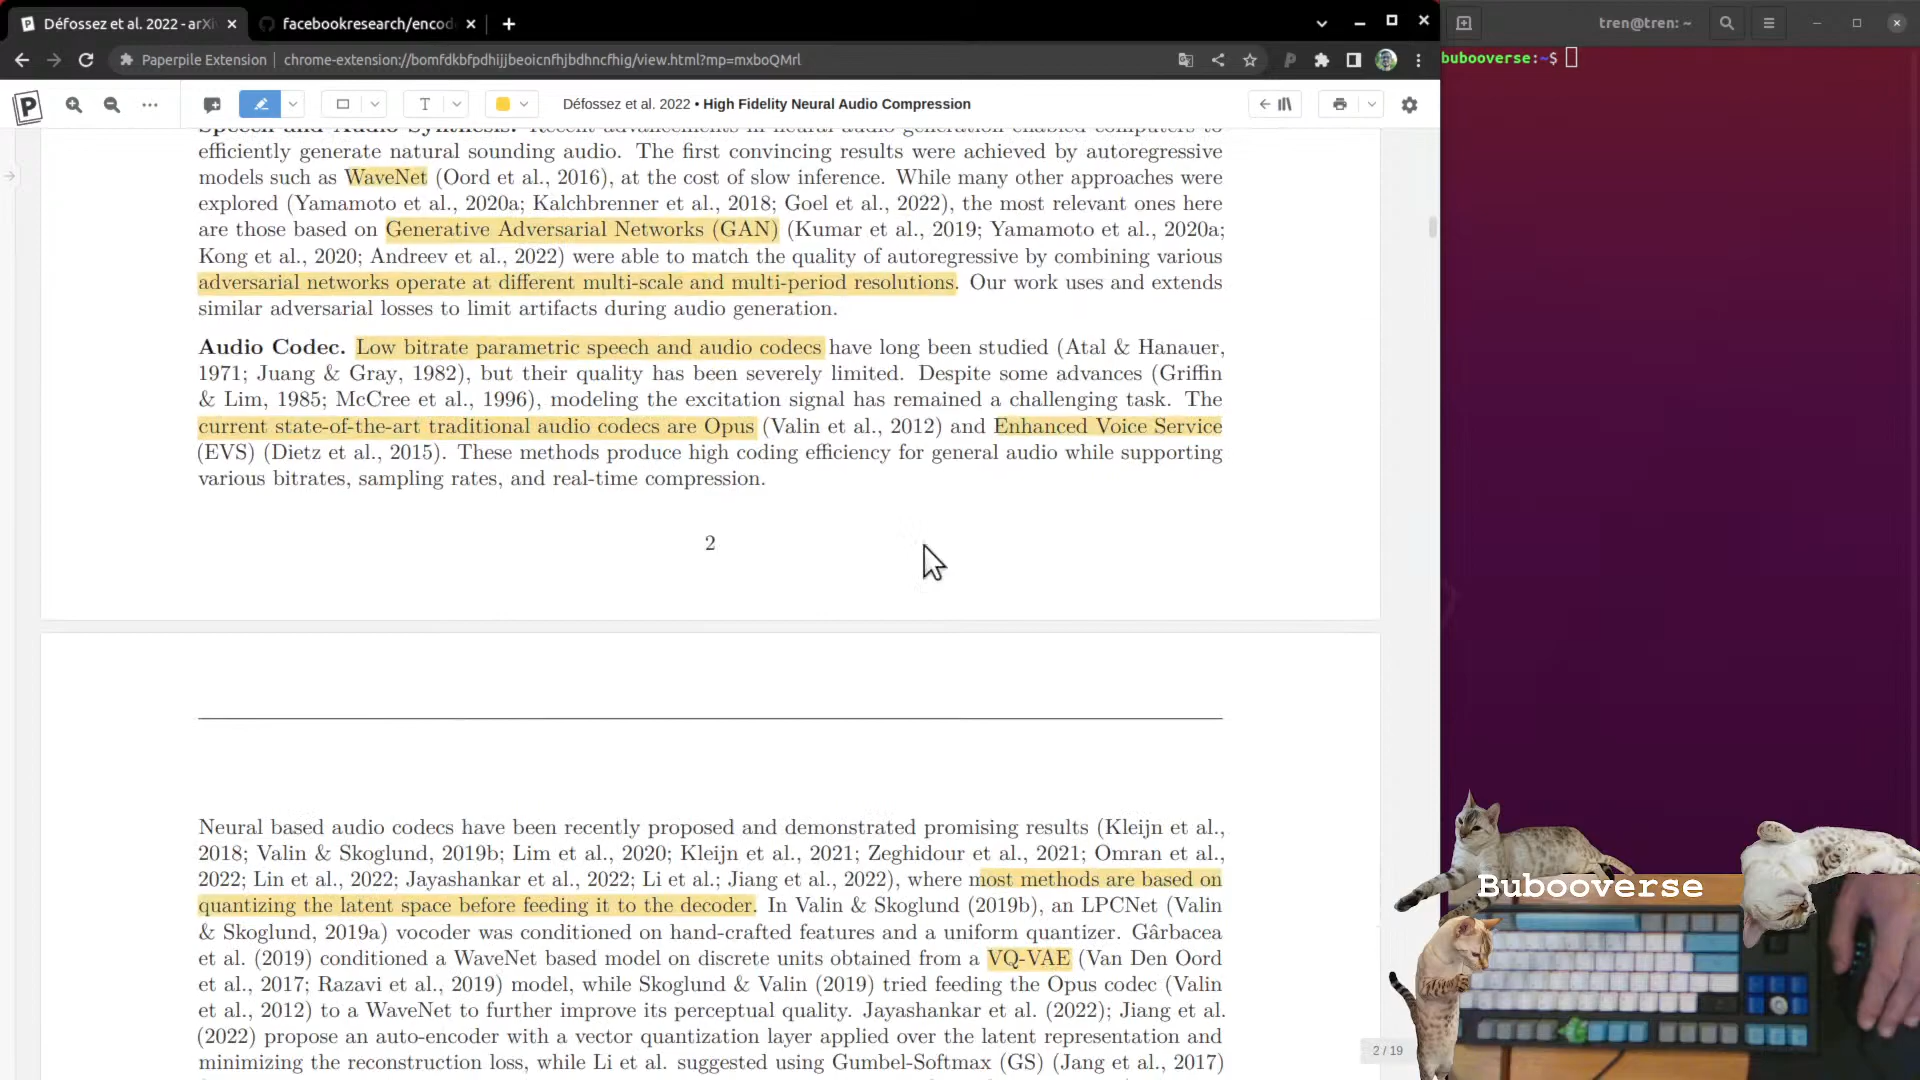 Défossez et al. 2022 - arXi
facebookresearch/encod
tren@tren: ~
Paperpile Extension
chrome-extension://bomfdkbfpdhijjbeoicnfhjbdhncfhig/view.html?mp=mxboQMrl
bubooverse:~$
P
T
Défossez et al. 2022 • High Fidelity Neural Audio Compression
Speech and Audio Synthesis. Recent advancements in neural audio generation enabled computers to
efficiently generate natural sounding audio. The first convincing results were achieved by autoregressive
models such as WaveNet (Oord et al., 2016), at the cost of slow inference. While many other approaches were
explored (Yamamoto et al., 2020a; Kalchbrenner et al., 2018; Goel et al., 2022), the most relevant ones here
are those based on Generative Adversarial Networks (GAN) (Kumar et al., 2019; Yamamoto et al., 2020a;
Kong et al., 2020; Andreev et al., 2022) were able to match the quality of autoregressive by combining various
adversarial networks operate at different multi-scale and multi-period resolutions. Our work uses and extends
similar adversarial losses to limit artifacts during audio generation.
Audio Codec. Low bitrate parametric speech and audio codecs have long been studied (Atal & Hanauer,
1971; Juang & Gray, 1982), but their quality has been severely limited. Despite some advances (Griffin
& Lim, 1985; McCree et al., 1996), modeling the excitation signal has remained a challenging task. The
current state-of-the-art traditional audio codecs are Opus (Valin et al., 2012) and Enhanced Voice Service
(EVS) (Dietz et al., 2015). These methods produce high coding efficiency for general audio while supporting
various bitrates, sampling rates, and real-time compression.
2
Neural based audio codecs have been recently proposed and demonstrated promising results (Kleijn et al.,
2018; Valin & Skoglund, 2019b; Lim et al., 2020; Kleijn et al., 2021; Zeghidour et al., 2021; Omran et al.,
2022; Lin et al., 2022; Jayashankar et al., 2022; Li et al.; Jiang et al., 2022), where most methods are based on
quantizing the latent space before feeding it to the decoder. In Valin & Skoglund (2019b), an LPCNet (Valin
& Skoglund, 2019a) vocoder was conditioned on hand-crafted features and a uniform quantizer. Gârbacea
et al. (2019) conditioned a WaveNet based model on discrete units obtained from a VQ-VAE (Van Den Oord
et al., 2017; Razavi et al., 2019) model, while Skoglund & Valin (2019) tried feeding the Opus codec (Valin
et al., 2012) to a WaveNet to further improve its perceptual quality. Jayashankar et al. (2022); Jiang et al.
(2022) propose an auto-encoder with a vector quantization layer applied over the latent representation and
minimizing the reconstruction loss, while Li et al. suggested using Gumbel-Softmax (GS) (Jang et al., 2017)
2 / 19
Bubooverse